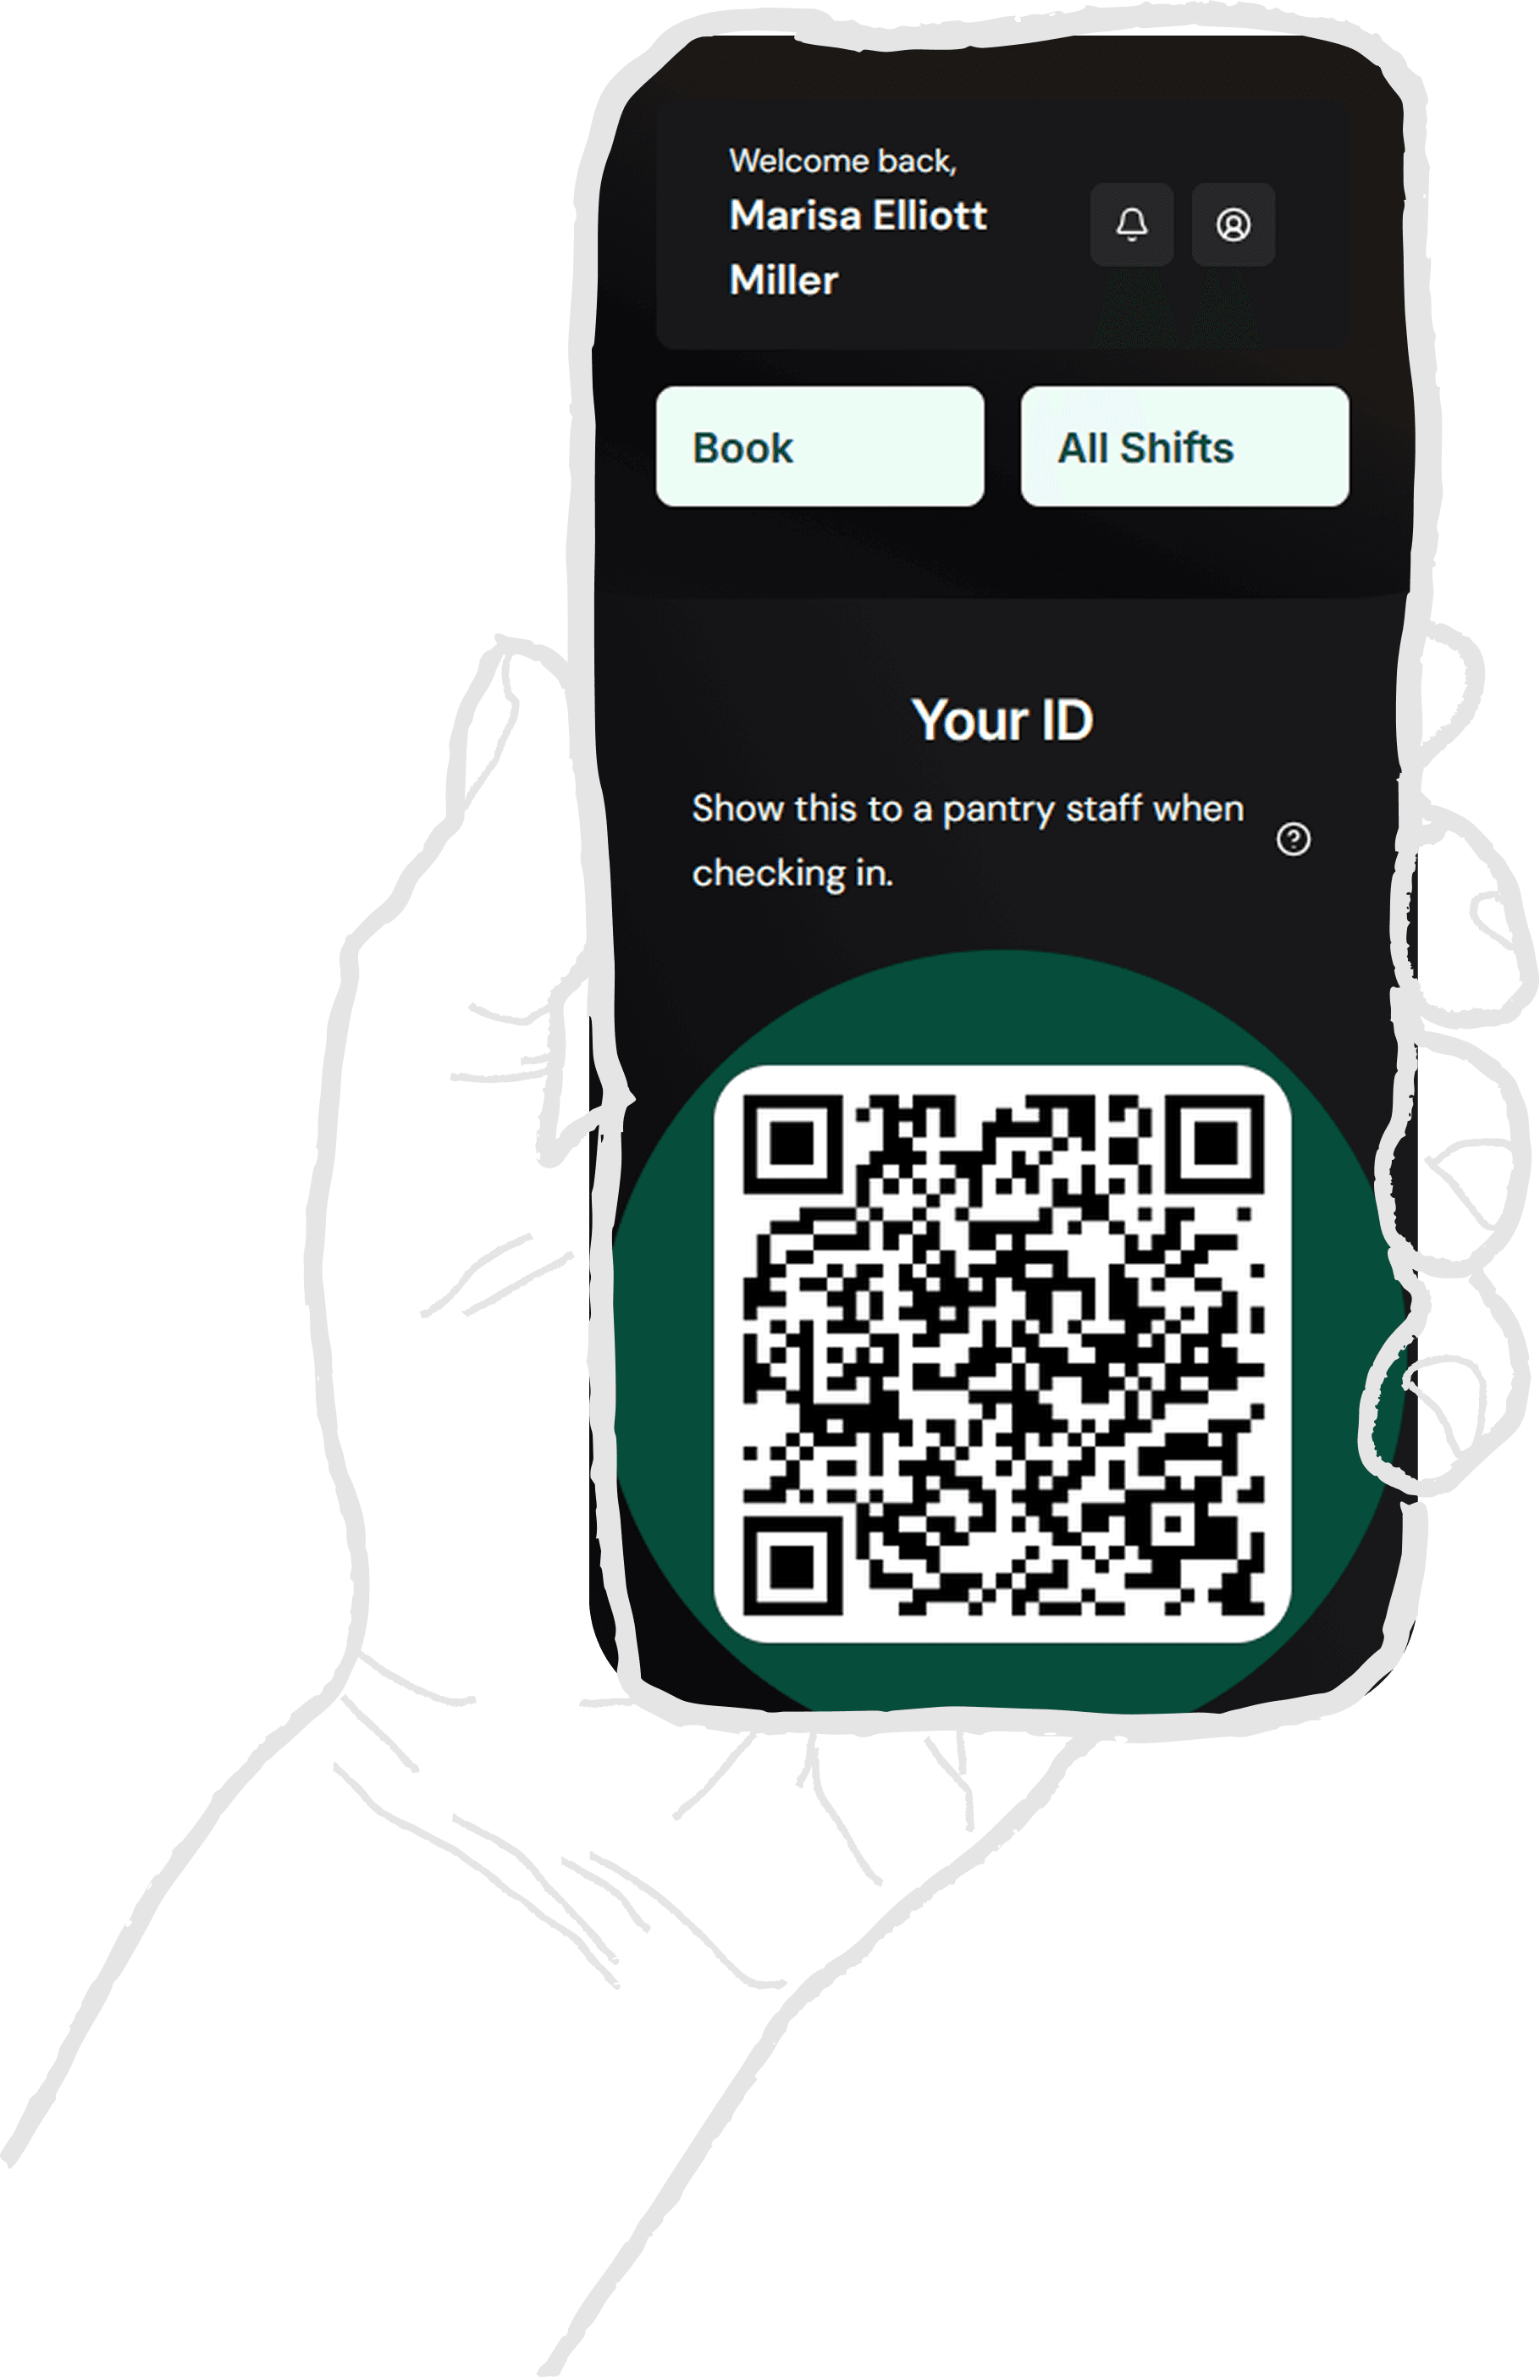 Welcome back,
Marisa Elliott
Miller
Book
All Shifts
Your ID
Show this to a pantry staff when
checking in.